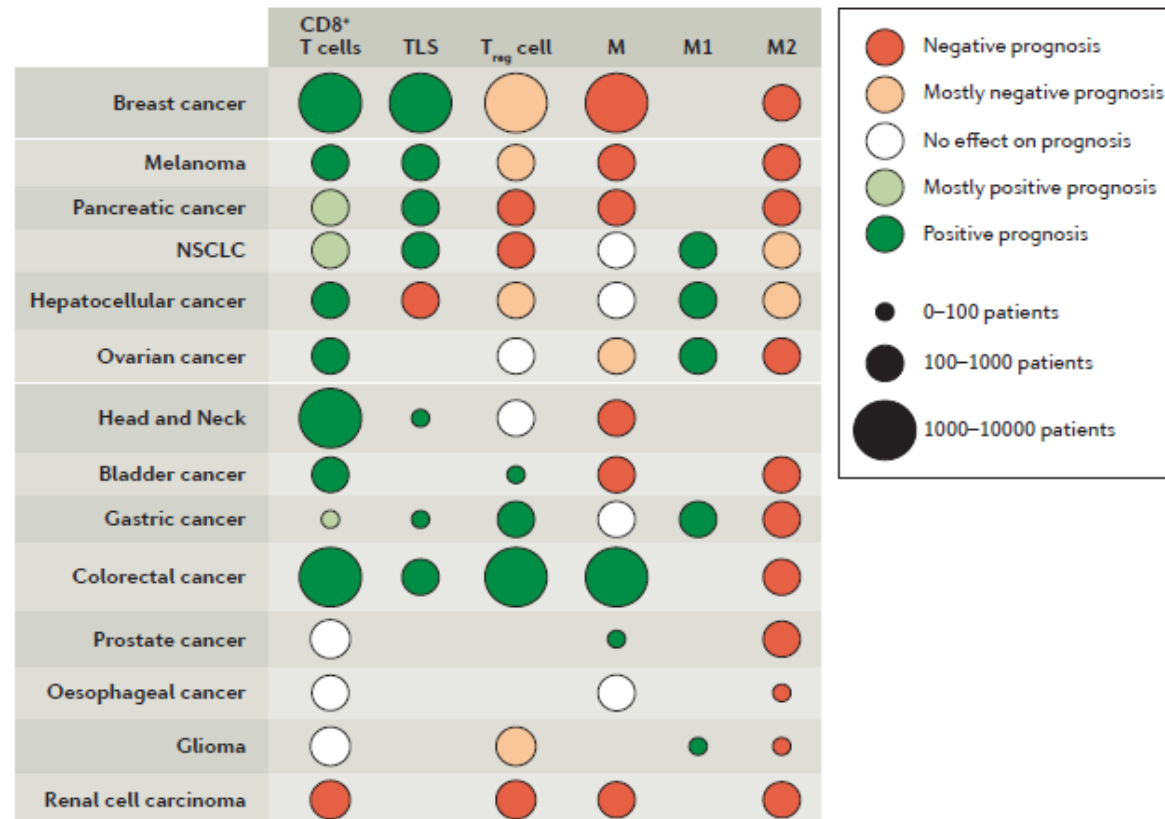 CD8⁺
T cells TLS T_reg cell M M1 M2
Breast cancer
Melanoma
Pancreatic cancer
NSCLC
Hepatocellular cancer
Ovarian cancer
Head and Neck
Bladder cancer
Gastric cancer
Colorectal cancer
Prostate cancer
Oesophageal cancer
Glioma
Renal cell carcinoma
Negative prognosis
Mostly negative prognosis
No effect on prognosis
Mostly positive prognosis
Positive prognosis
0–100 patients
100–1000 patients
1000–10000 patients